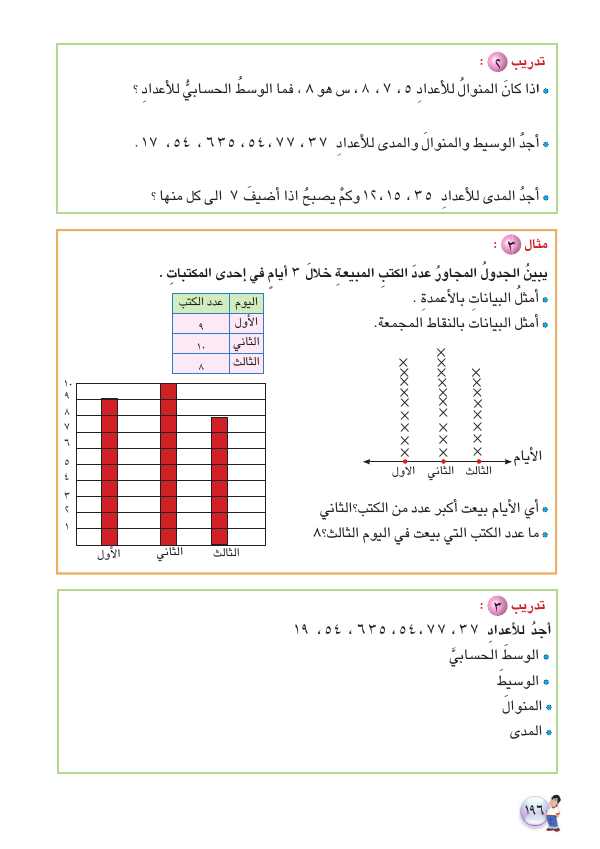 تدريب ٢ :
اذا كانَ المنوالُ للأعدادِ ٥ ، ٧ ، ٨ ، س هو ٨ ، فما الوسطُ الحسابيُّ للأعدادِ ؟
أجدُ الوسيط والمنوالَ والمدى للأعدادِ ٣٧ ، ٧٧ ، ٥٤ ، ٦٣٥ ، ٥٤ ، ١٧ .
أجدُ المدى للأعدادِ ٣٥ ، ١٥ ،١٢ وكمْ يصبحُ اذا أضيفَ ٧ الى كل منها ؟
مثال ٣ :
يبينُ الجدولُ المجاورُ عددَ الكتبِ المبيعةِ خلالَ ٣ أيامٍ في إحدى المكتباتِ .
أمثلُ البياناتِ بالأعمدةِ .
أمثل البيانات بالنقاط المجمعة.
اليوم عدد الكتب
الأول ٩
الثاني ١٠
الثالث ٨
١٠
٩
٨
٧
٦
٥
٤
٣
٢
١
الأول الثاني الثالث
الأيام
الاول الثاني الثالث
أي الأيام بيعت أكبر عدد من الكتب؟الثاني
ما عدد الكتب التي بيعت في اليوم الثالث؟٨
تدريب ٣ :
أجدُ للأعدادِ ٣٧ ، ٧٧ ، ٥٤ ، ٦٣٥ ، ٥٤ ، ١٩
الوسطَ الحسابيَّ
الوسيطَ
المنوالَ
المدى
١٩٦